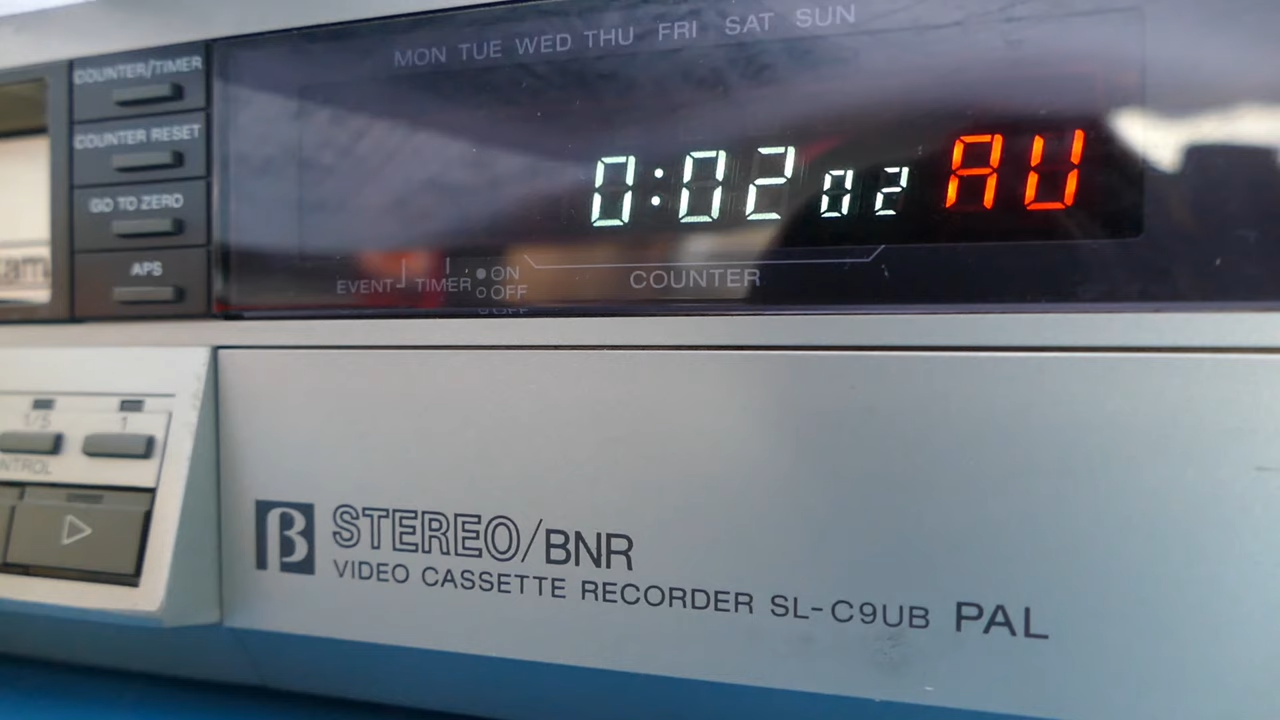 MON TUE WED THU FRI SAT SUN
COUNTER/TIMER
COUNTER RESET
GO TO ZERO
APS
0:02 02 AU
EVENT TIMER ON
OFF
COUNTER
1/5 1
β STEREO/BNR
VIDEO CASSETTE RECORDER SL-C9UB PAL